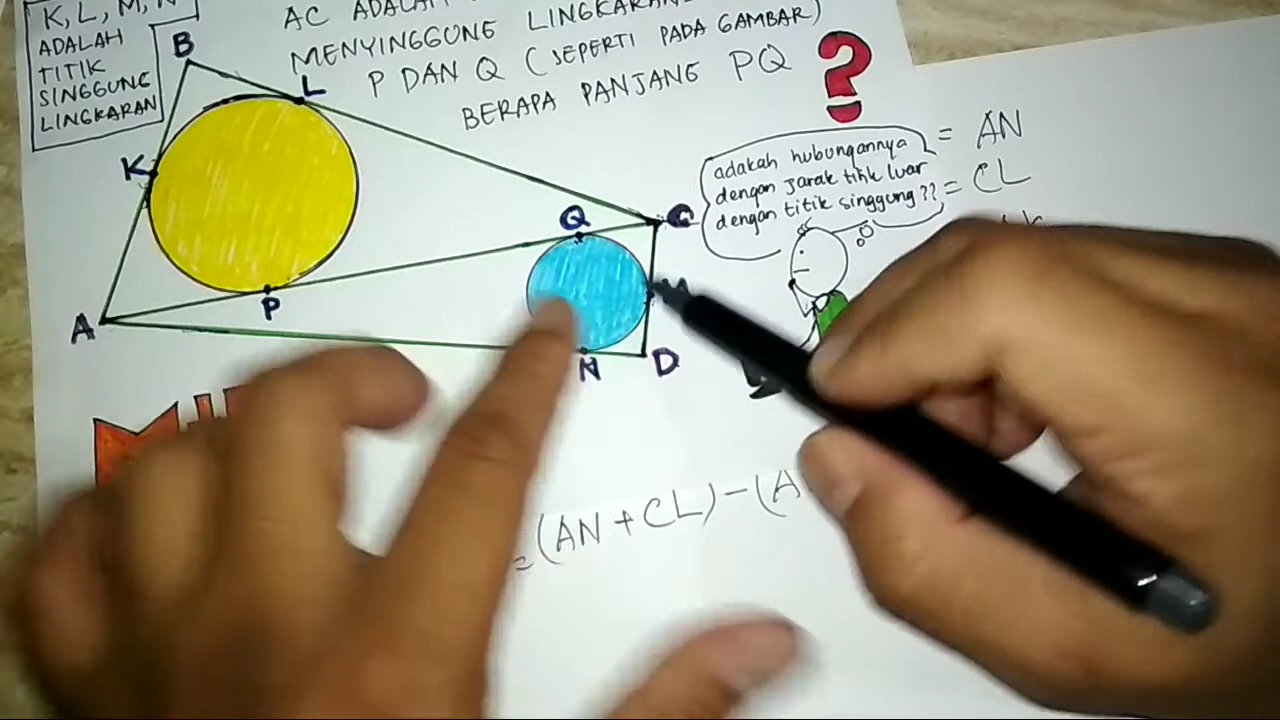 K, L, M, N
ADALAH
TITIK
SINGGUNG
LINGKARAN
AC ADALAH
MENYINGGUNG LINGKARAN
P DAN Q (SEPERTI PADA GAMBAR)
BERAPA PANJANG PQ ?
B
L
K
A
P
Q
C
N
D
adakah hubungannya
dengan jarak titik luar
dengan titik singgung??
= AN
= CL
= (AN + CL) - (A